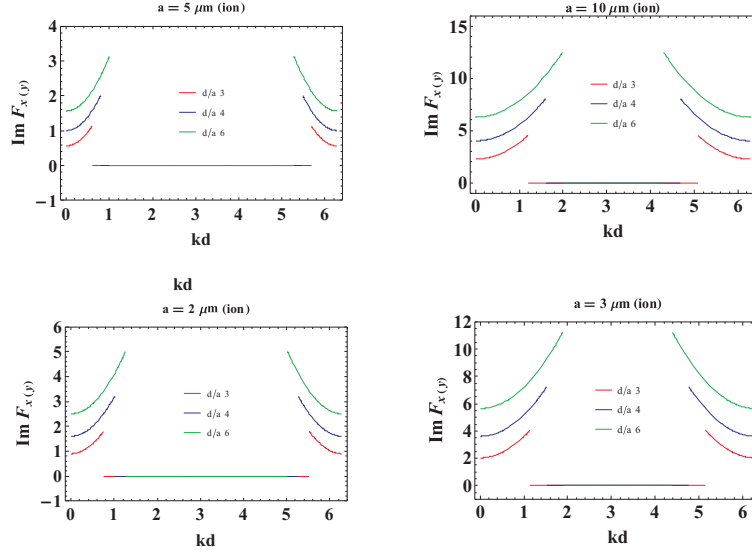 a = 5 μm (ion)
Im F x (y)
4
3
2
1
0
−1
d/a 3
d/a 4
d/a 6
0 1 2 3 4 5 6
kd
a = 10 μm (ion)
Im F x (y)
15
10
5
0
d/a 3
d/a 4
d/a 6
0 1 2 3 4 5 6
kd
kd
a = 2 μm (ion)
Im F x (y)
6
5
4
3
2
1
0
−1
d/a 3
d/a 4
d/a 6
0 1 2 3 4 5 6
kd
a = 3 μm (ion)
Im F x (y)
12
10
8
6
4
2
0
d/a 3
d/a 4
d/a 6
0 1 2 3 4 5 6
kd